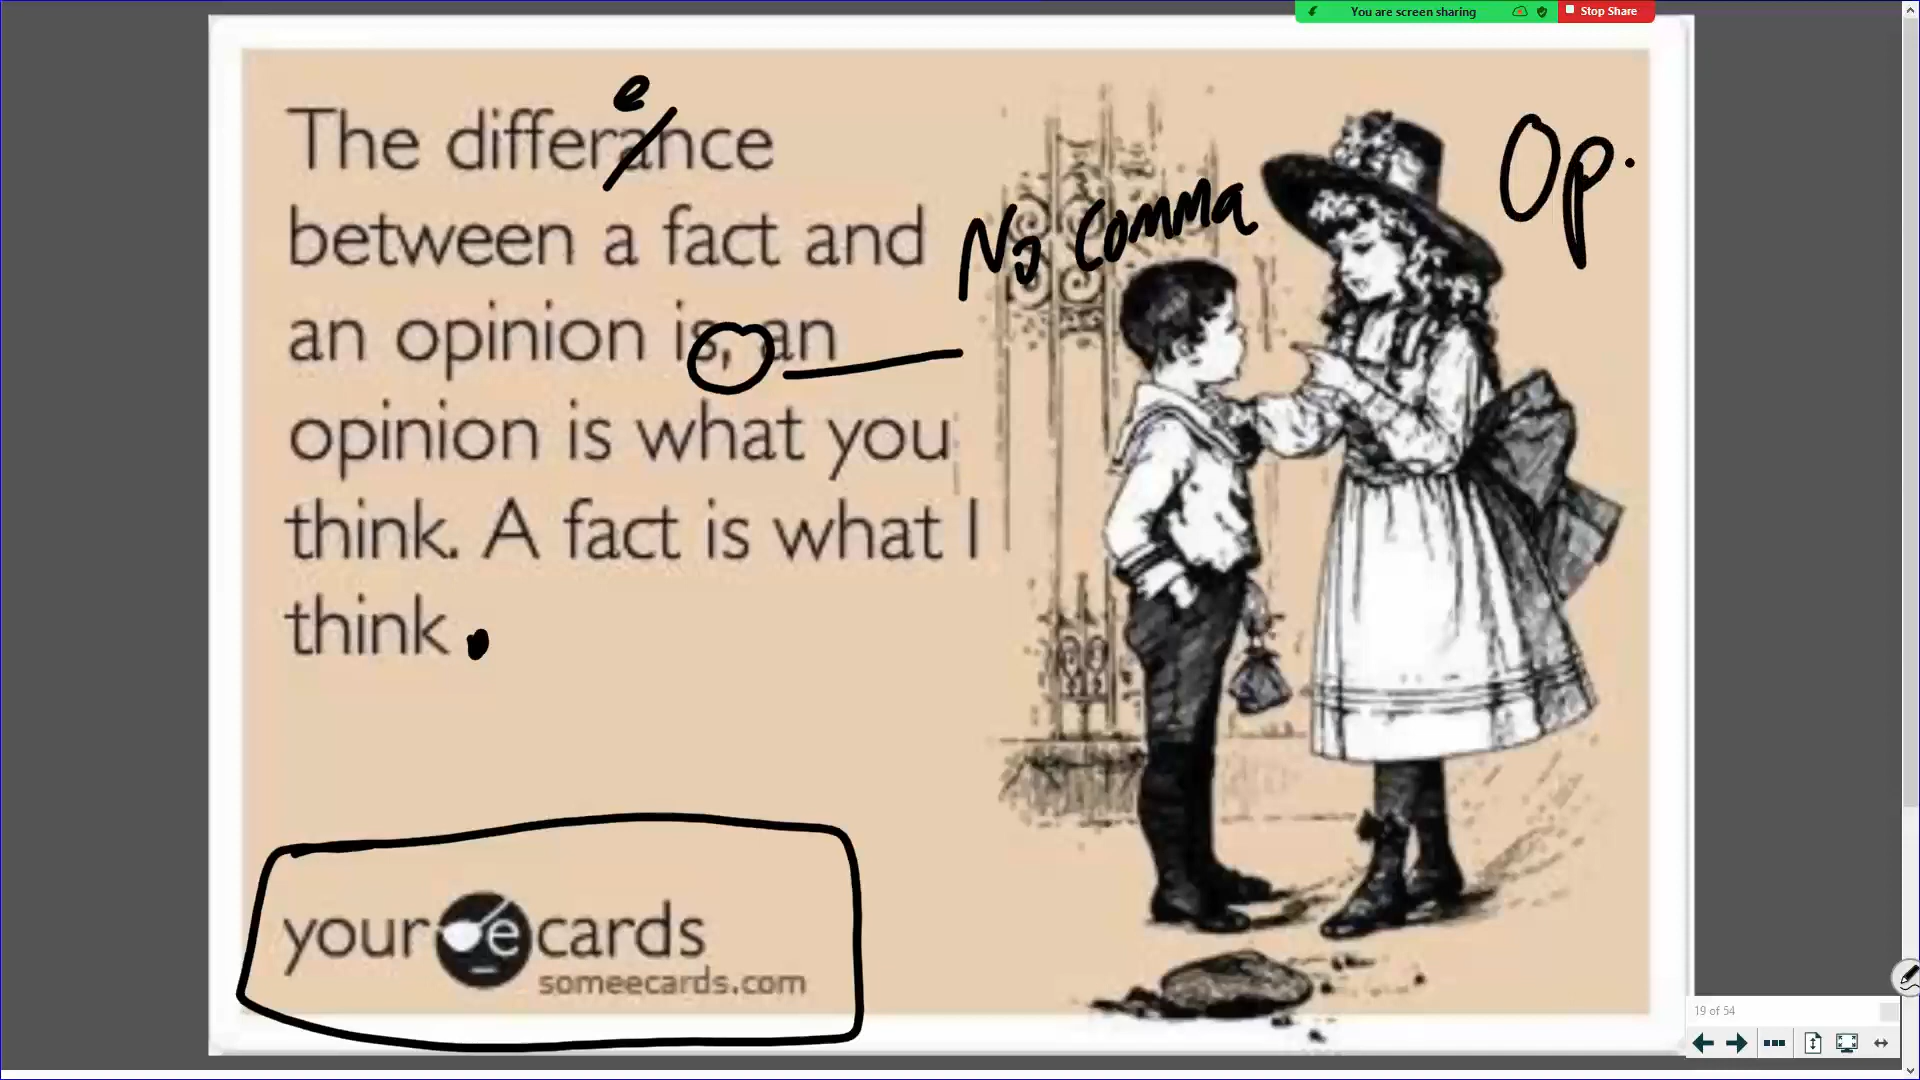 You are screen sharing
Stop Share
e
The differance
between a fact and
an opinion is, an
opinion is what you
think. A fact is what I
think.
No Comma
Op.
your e cards
someecards.com
19 of 54